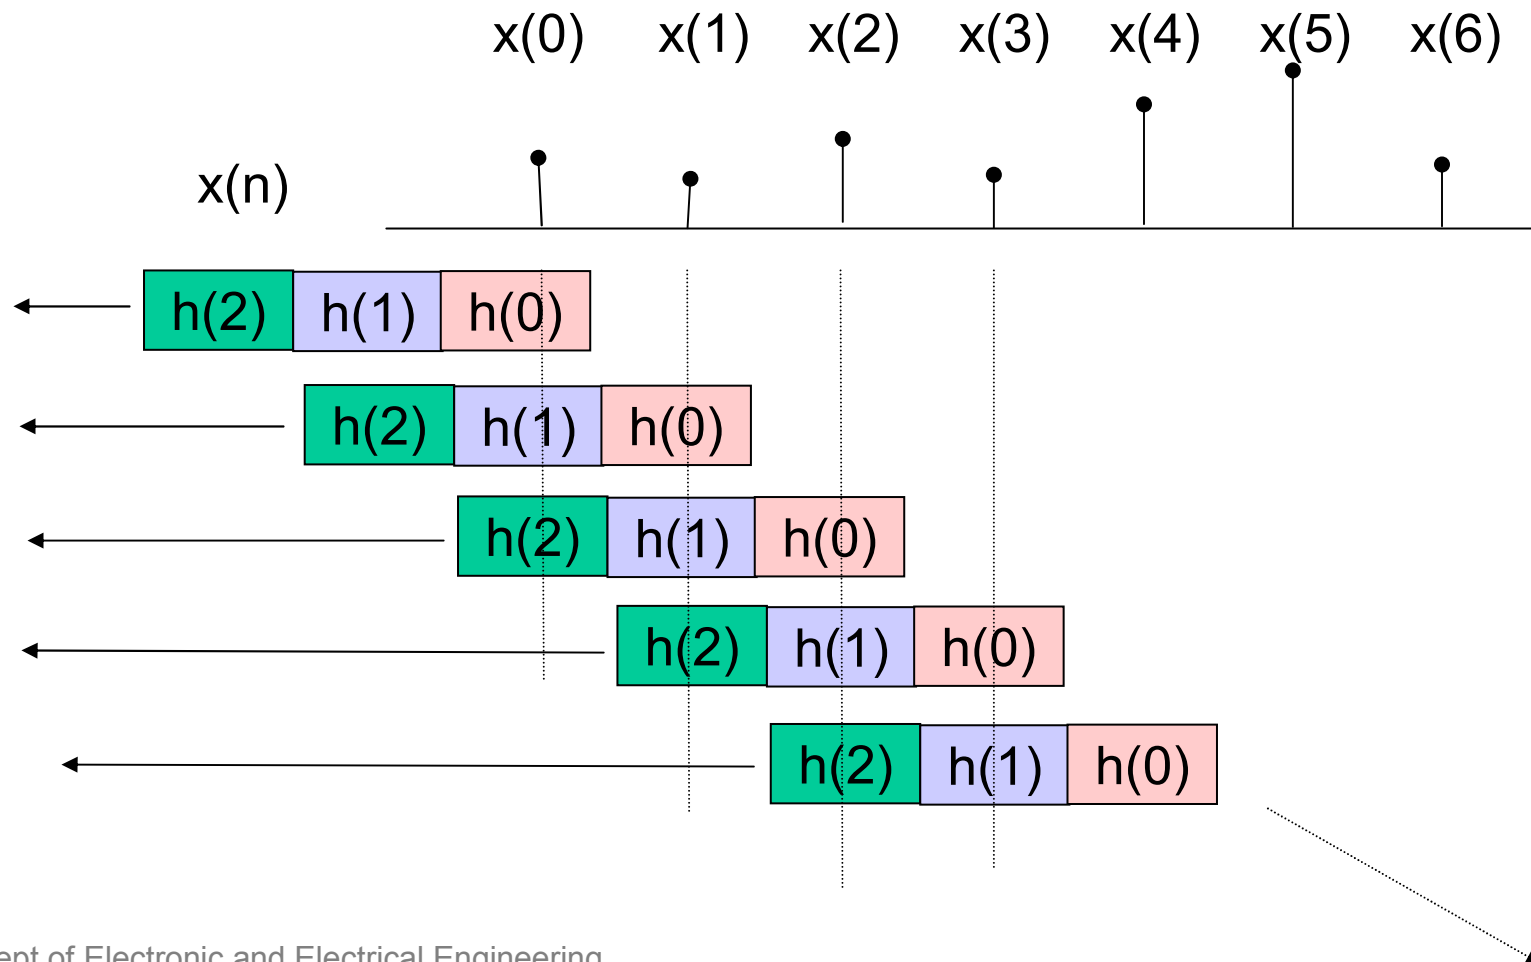 x(0) x(1) x(2) x(3) x(4) x(5) x(6)
x(n)
h(2) h(1) h(0)
h(2) h(1) h(0)
h(2) h(1) h(0)
h(2) h(1) h(0)
h(2) h(1) h(0)
ept of Electronic and Electrical Engineering